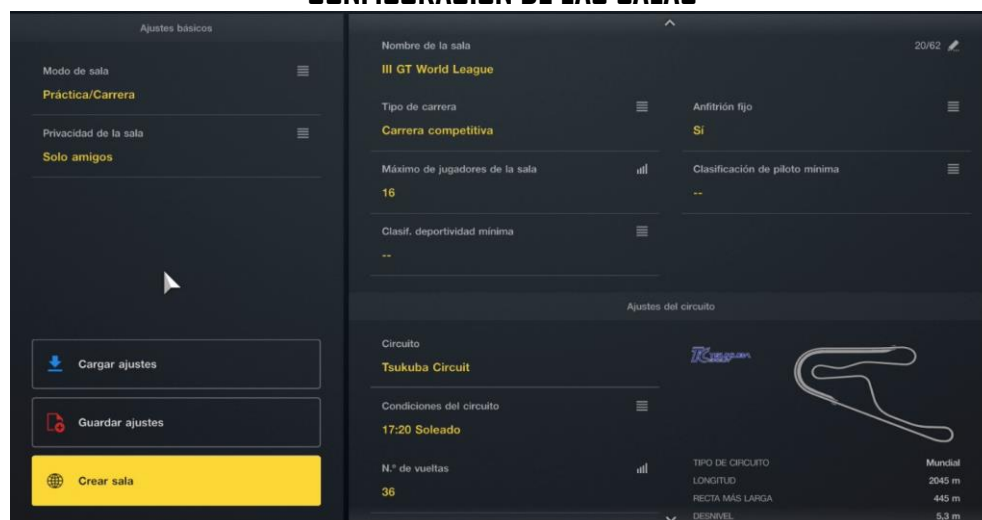 CONFIGURACIÓN DE LAS SALAS
Ajustes básicos
Modo de sala
Práctica/Carrera
Privacidad de la sala
Solo amigos
Cargar ajustes
Guardar ajustes
Crear sala
Nombre de la sala
20/62
III GT World League
Tipo de carrera
Carrera competitiva
Anfitrión fijo
Sí
Máximo de jugadores de la sala
16
Clasificación de piloto mínima
--
Clasif. deportividad mínima
--
Ajustes del circuito
Circuito
Tsukuba Circuit
Condiciones del circuito
17:20 Soleado
N.º de vueltas
36
TIPO DE CIRCUITO Mundial
LONGITUD 2045 m
RECTA MÁS LARGA 445 m
DESNIVEL 5,3 m